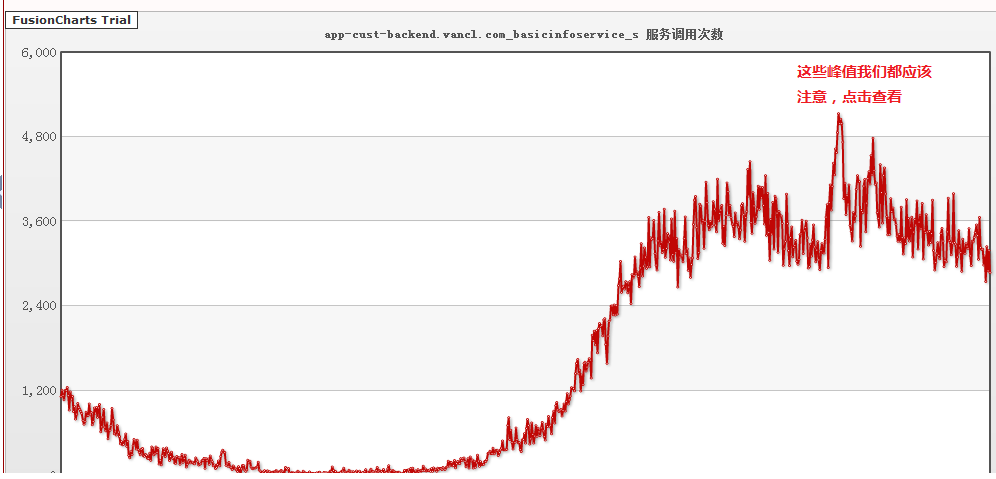 FusionCharts Trial
app-cust-backend.vancl.com_basicinfoservice_s 服务调用次数
6,000
这些峰值我们都应该
注意，点击查看
4,800
3,600
2,400
1,200